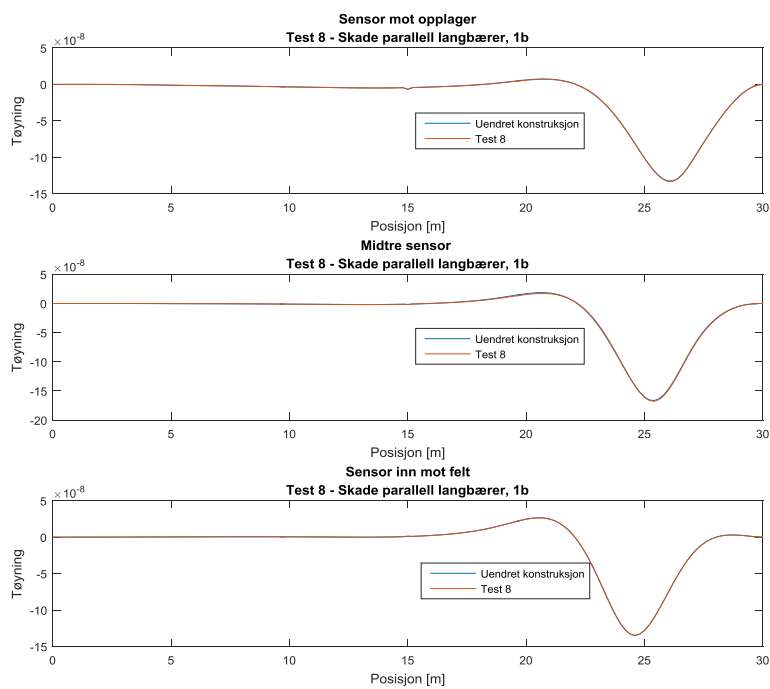 Sensor mot opplager
Test 8 - Skade parallell langbærer, 1b
×10⁻⁸
5
0
-5
-10
-15
Tøyning
Uendret konstruksjon
Test 8
0 5 10 15 20 25 30
Posisjon [m]
Midtre sensor
Test 8 - Skade parallell langbærer, 1b
×10⁻⁸
5
0
-5
-10
-15
-20
Tøyning
Uendret konstruksjon
Test 8
0 5 10 15 20 25 30
Posisjon [m]
Sensor inn mot felt
Test 8 - Skade parallell langbærer, 1b
×10⁻⁸
5
0
-5
-10
-15
Tøyning
Uendret konstruksjon
Test 8
0 5 10 15 20 25 30
Posisjon [m]